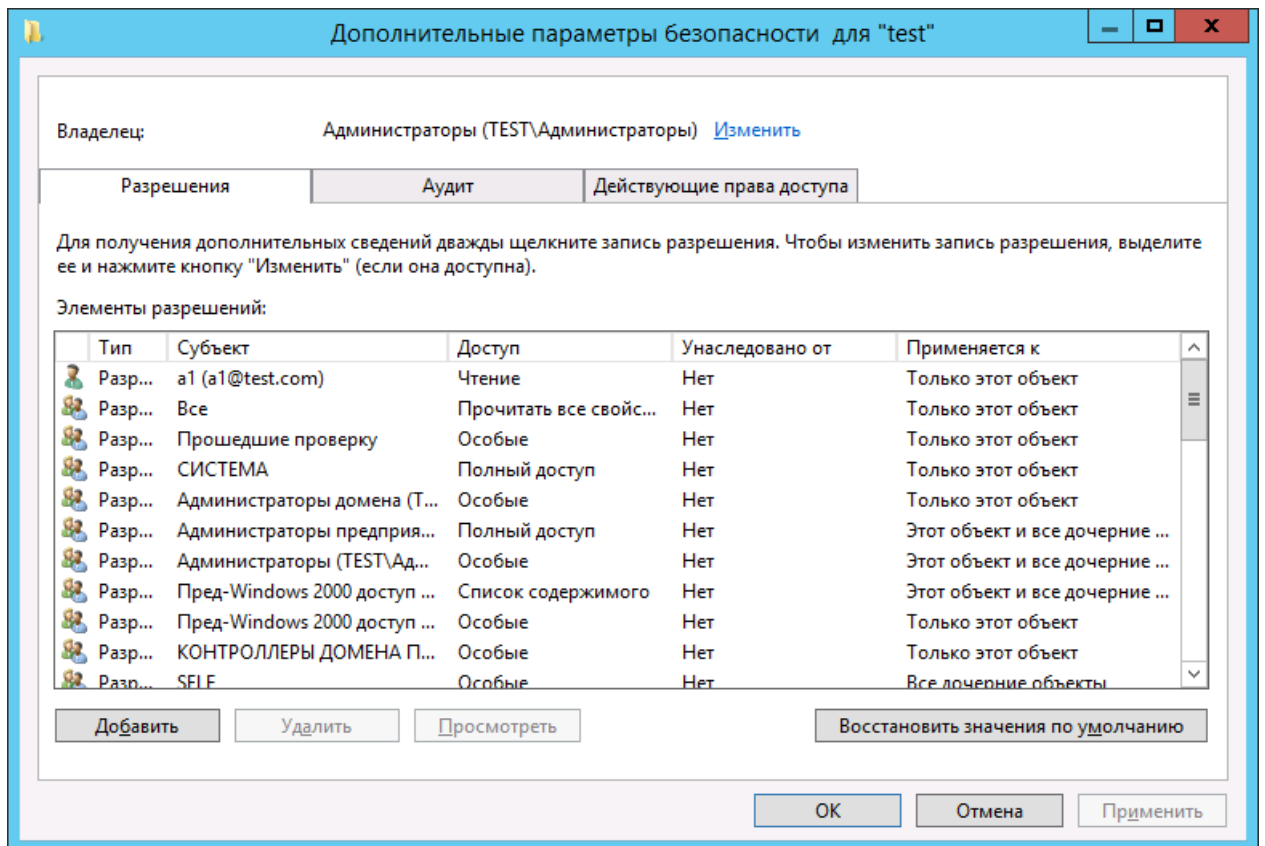 Дополнительные параметры безопасности для "test"
Владелец: Администраторы (TEST\Администраторы) Изменить
Разрешения Аудит Действующие права доступа
Для получения дополнительных сведений дважды щелкните запись разрешения. Чтобы изменить запись разрешения, выделите
ее и нажмите кнопку "Изменить" (если она доступна).
Элементы разрешений:
Тип Субъект Доступ Унаследовано от Применяется к
Разр... a1 (a1@test.com) Чтение Нет Только этот объект
Разр... Все Прочитать все свойс... Нет Только этот объект
Разр... Прошедшие проверку Особые Нет Только этот объект
Разр... СИСТЕМА Полный доступ Нет Только этот объект
Разр... Администраторы домена (T... Особые Нет Только этот объект
Разр... Администраторы предприя... Полный доступ Нет Этот объект и все дочерние ...
Разр... Администраторы (TEST\Ад... Особые Нет Этот объект и все дочерние ...
Разр... Пред-Windows 2000 доступ ... Список содержимого Нет Этот объект и все дочерние ...
Разр... Пред-Windows 2000 доступ ... Особые Нет Только этот объект
Разр... КОНТРОЛЛЕРЫ ДОМЕНА П... Особые Нет Только этот объект
Разр... SELF Особые Нет Все дочерние объекты
Добавить Удалить Просмотреть Восстановить значения по умолчанию
OK Отмена Применить